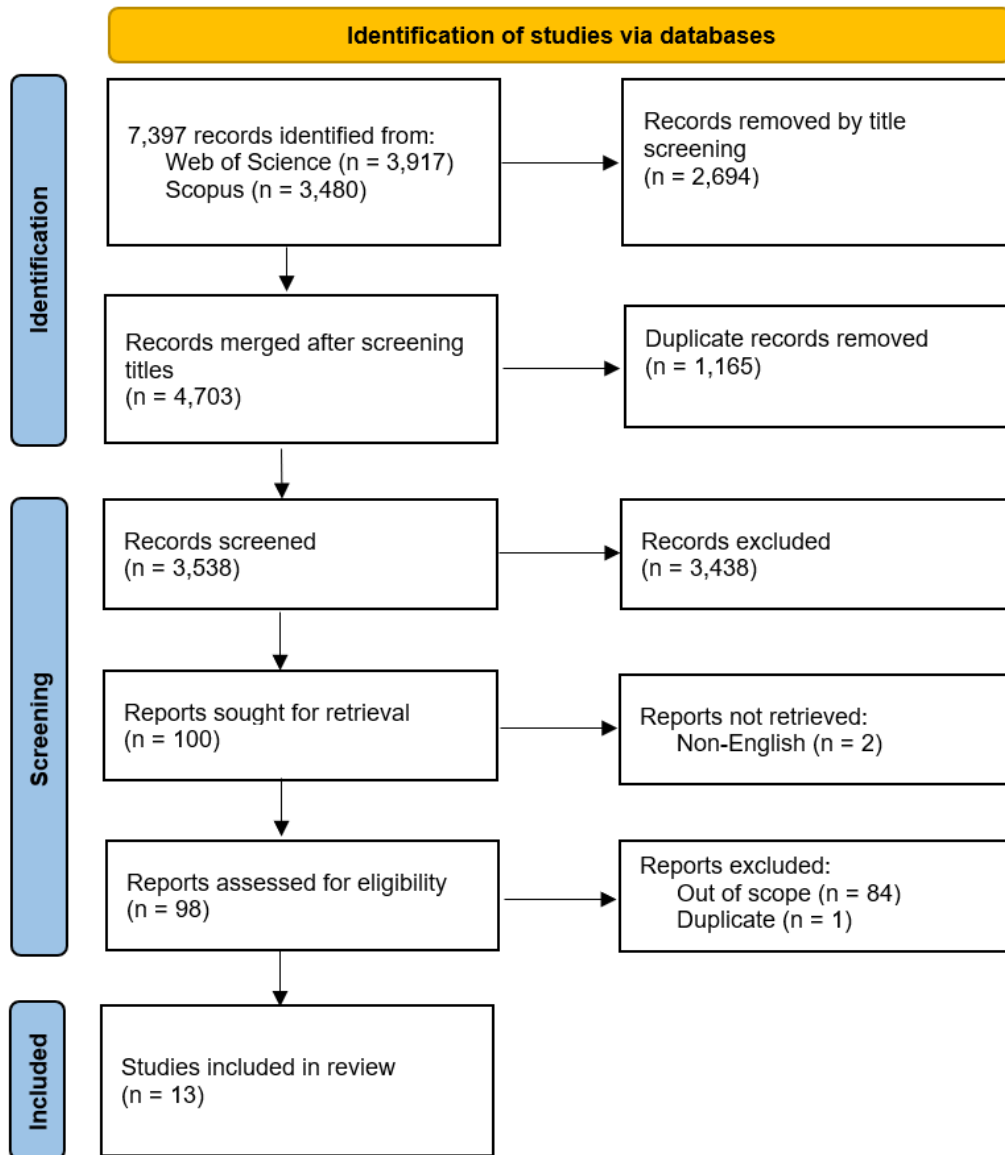 Identification of studies via databases
Identification
7,397 records identified from:
Web of Science (n = 3,917)
Scopus (n = 3,480)
Records removed by title
screening
(n = 2,694)
Records merged after screening
titles
(n = 4,703)
Duplicate records removed
(n = 1,165)
Screening
Records screened
(n = 3,538)
Records excluded
(n = 3,438)
Reports sought for retrieval
(n = 100)
Reports not retrieved:
Non-English (n = 2)
Reports assessed for eligibility
(n = 98)
Reports excluded:
Out of scope (n = 84)
Duplicate (n = 1)
Included
Studies included in review
(n = 13)